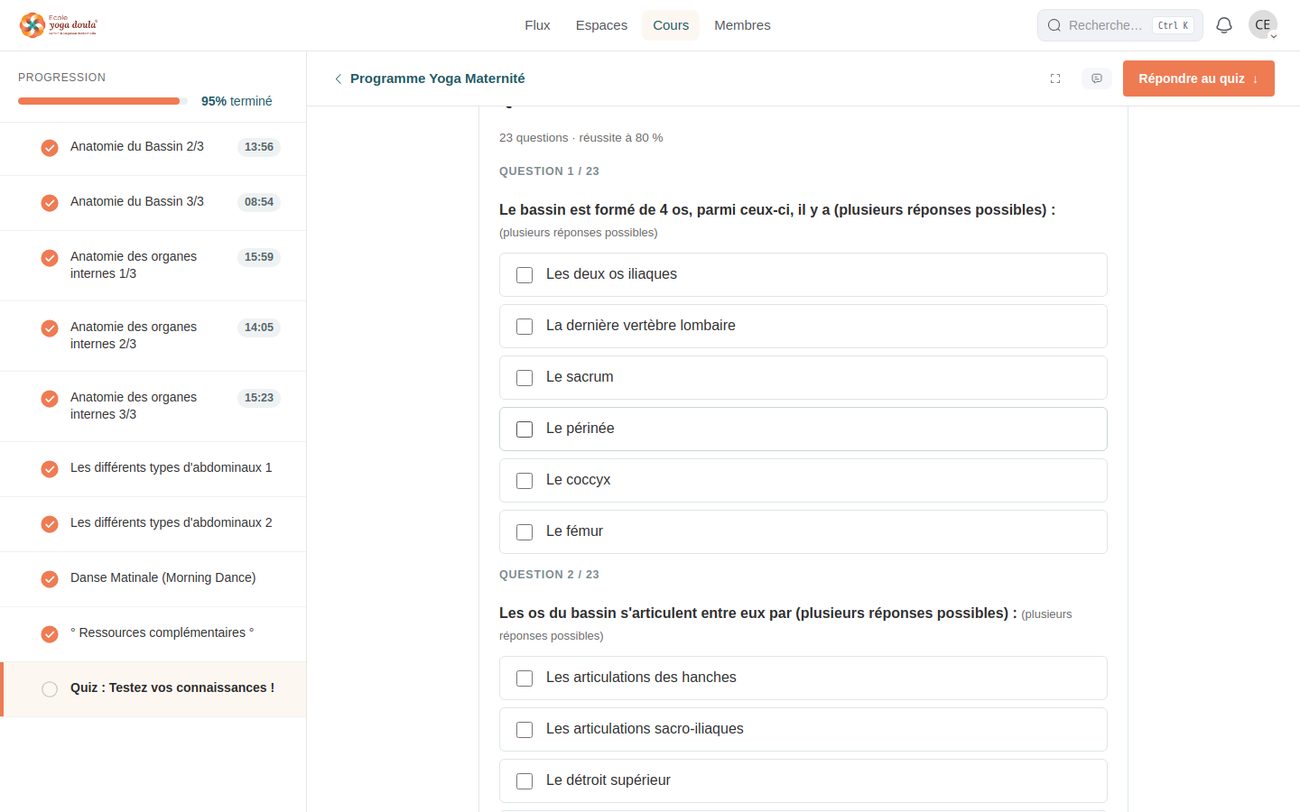 Ecole
yoga doula
Flux
Espaces
Cours
Membres
Recherche…
Ctrl K
CE
PROGRESSION
95% terminé
Anatomie du Bassin 2/3
13:56
Anatomie du Bassin 3/3
08:54
Anatomie des organes
internes 1/3
15:59
Anatomie des organes
internes 2/3
14:05
Anatomie des organes
internes 3/3
15:23
Les différents types d'abdominaux 1
Les différents types d'abdominaux 2
Danse Matinale (Morning Dance)
° Ressources complémentaires °
Quiz : Testez vos connaissances !
Programme Yoga Maternité
Répondre au quiz ↓
23 questions · réussite à 80 %
QUESTION 1 / 23
Le bassin est formé de 4 os, parmi ceux-ci, il y a (plusieurs réponses possibles) :
(plusieurs réponses possibles)
Les deux os iliaques
La dernière vertèbre lombaire
Le sacrum
Le périnée
Le coccyx
Le fémur
QUESTION 2 / 23
Les os du bassin s'articulent entre eux par (plusieurs réponses possibles) : (plusieurs
réponses possibles)
Les articulations des hanches
Les articulations sacro-iliaques
Le détroit supérieur